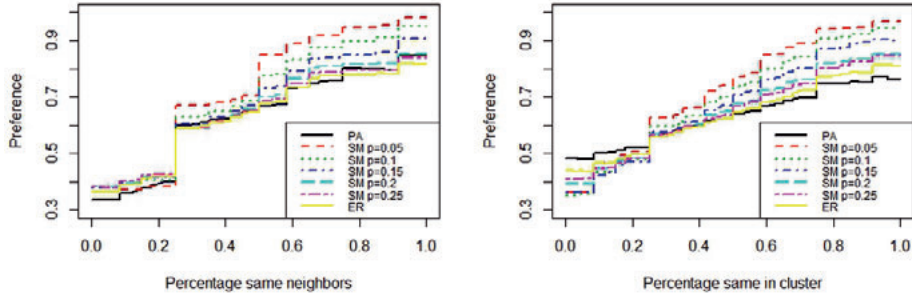 Preference
0.9
0.7
0.5
0.3
PA
SM p=0.05
SM p=0.1
SM p=0.15
SM p=0.2
SM p=0.25
ER
0.0 0.2 0.4 0.6 0.8 1.0
Percentage same neighbors
Preference
0.9
0.7
0.5
0.3
PA
SM p=0.05
SM p=0.1
SM p=0.15
SM p=0.2
SM p=0.25
ER
0.0 0.2 0.4 0.6 0.8 1.0
Percentage same in cluster